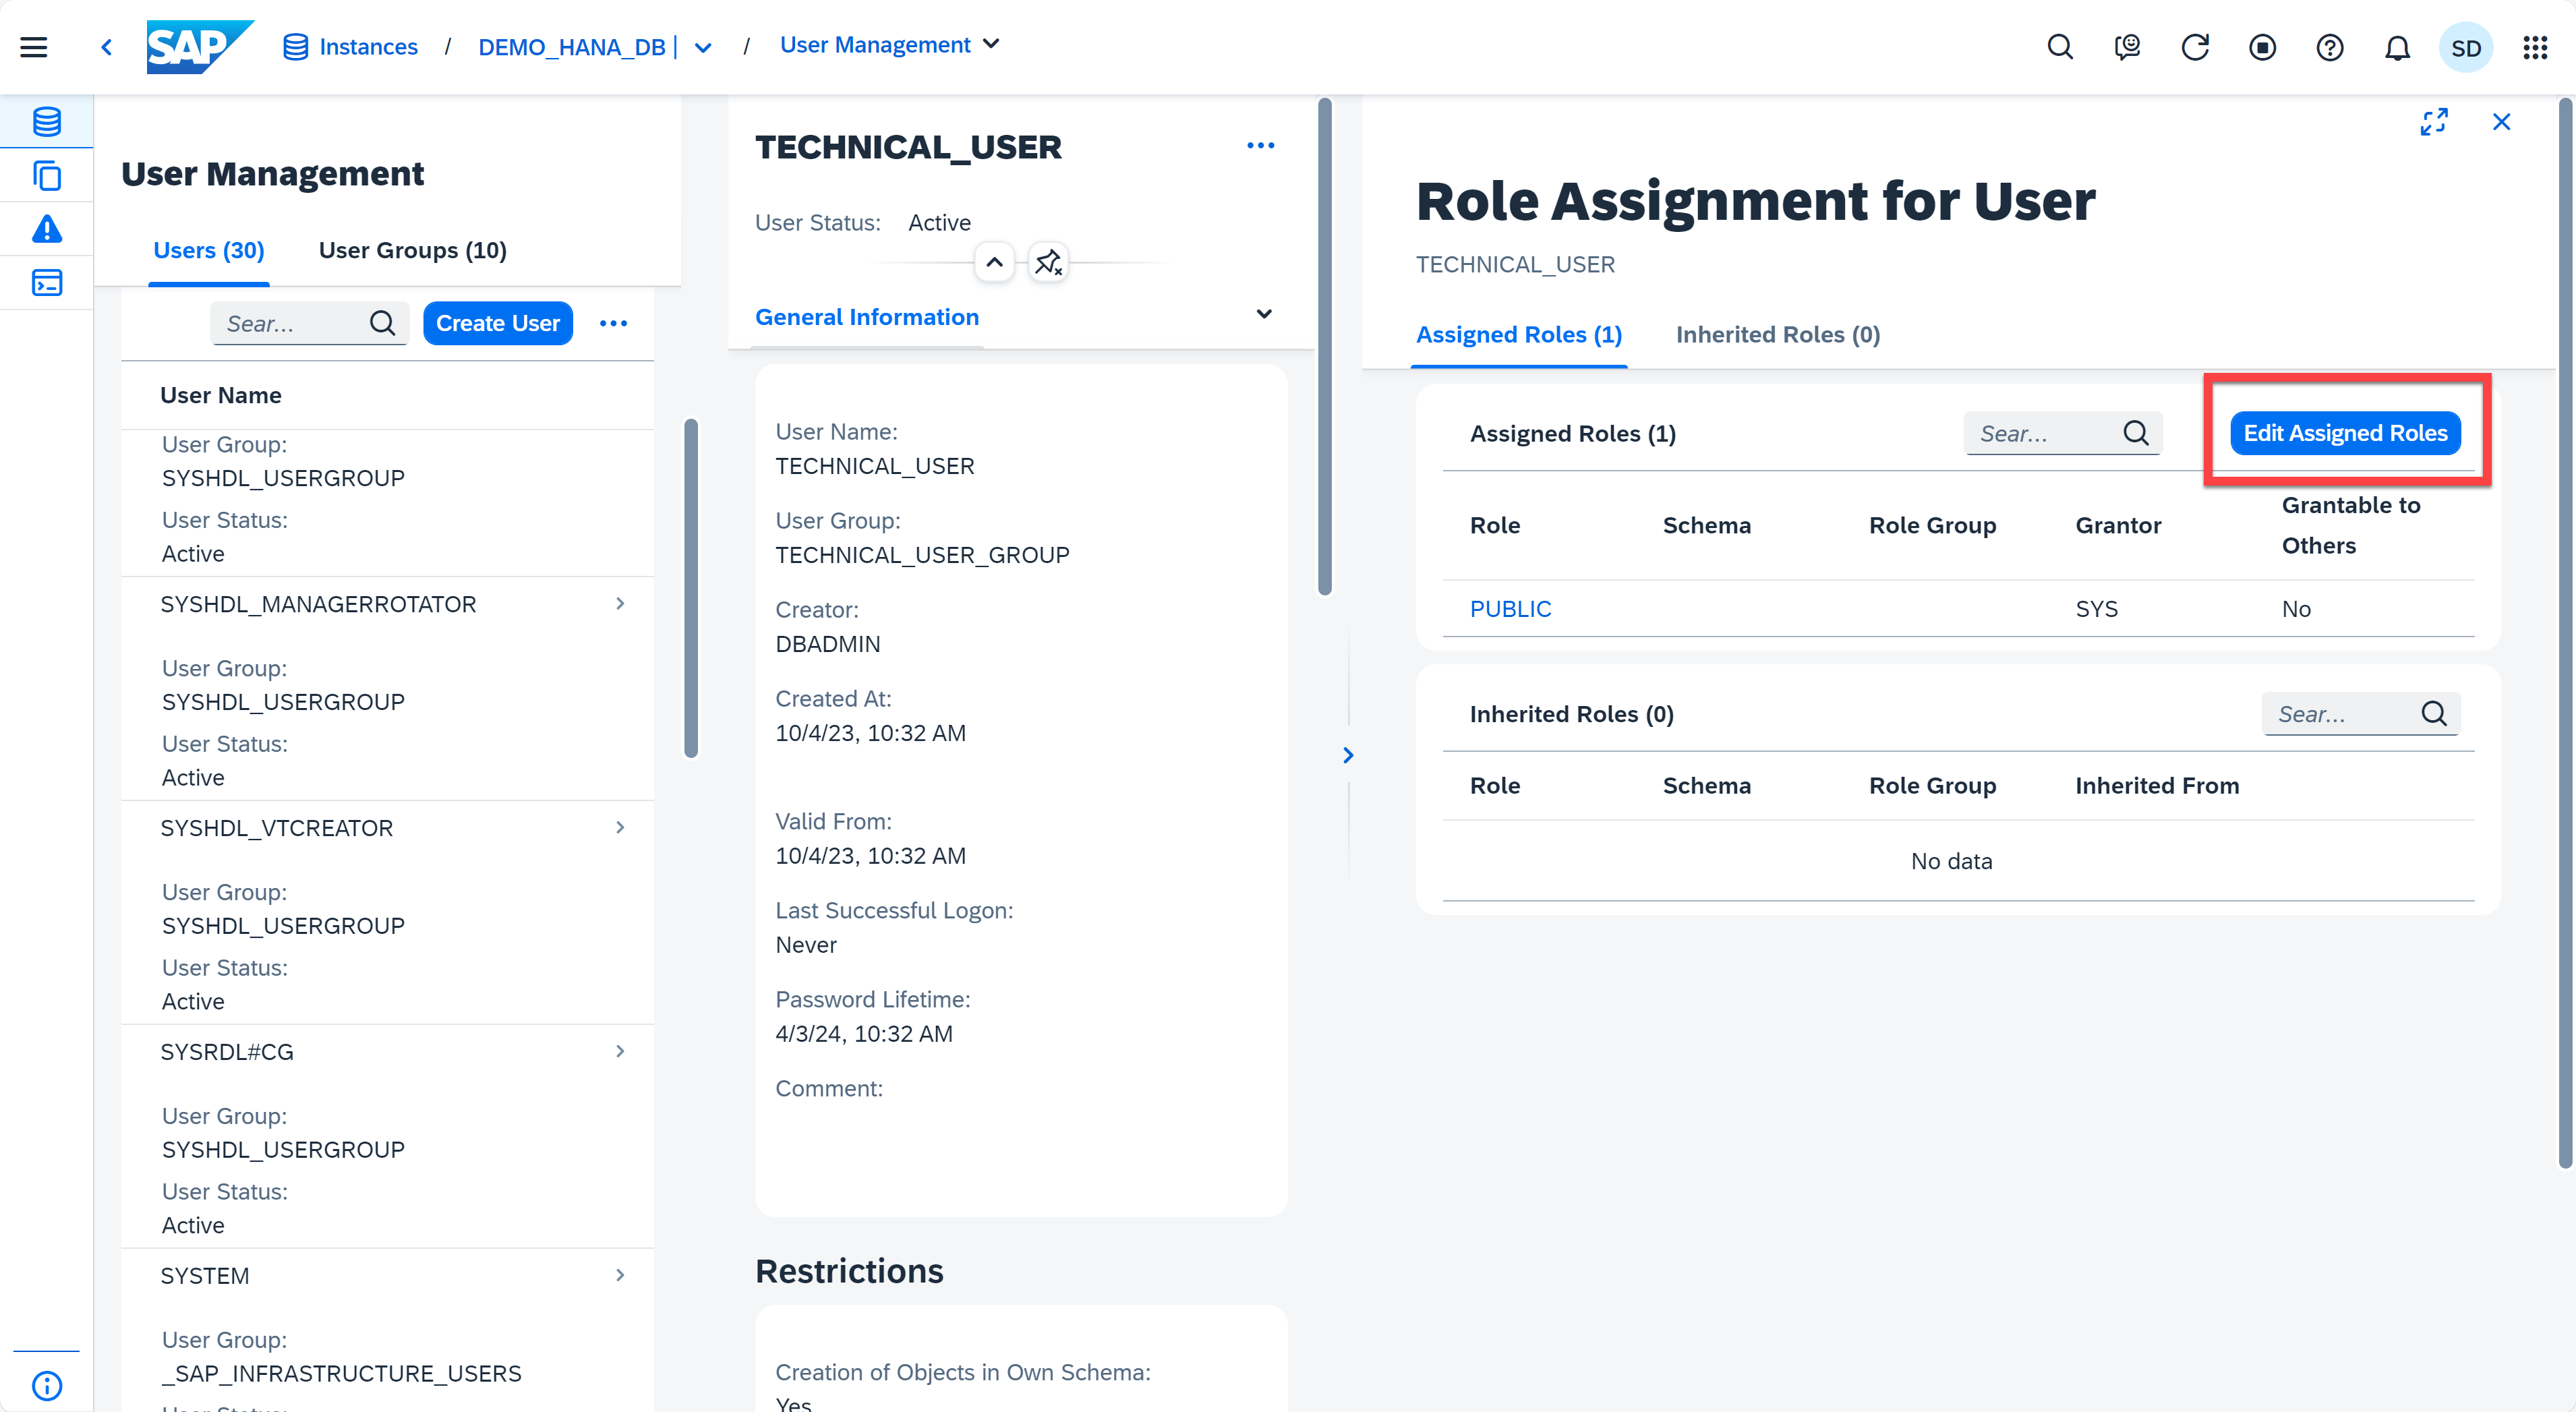 SAP
Instances / DEMO_HANA_DB | / User Management
SD
User Management
Users (30) User Groups (10)
Sear... Create User
User Name
User Group:
SYSHDL_USERGROUP
User Status:
Active
SYSHDL_MANAGERROTATOR
User Group:
SYSHDL_USERGROUP
User Status:
Active
SYSHDL_VTCREATOR
User Group:
SYSHDL_USERGROUP
User Status:
Active
SYSRDL#CG
User Group:
SYSHDL_USERGROUP
User Status:
Active
SYSTEM
User Group:
_SAP_INFRASTRUCTURE_USERS
User Status:
TECHNICAL_USER
User Status: Active
General Information
User Name:
TECHNICAL_USER
User Group:
TECHNICAL_USER_GROUP
Creator:
DBADMIN
Created At:
10/4/23, 10:32 AM
Valid From:
10/4/23, 10:32 AM
Last Successful Logon:
Never
Password Lifetime:
4/3/24, 10:32 AM
Comment:
Restrictions
Creation of Objects in Own Schema:
Yes
Role Assignment for User
TECHNICAL_USER
Assigned Roles (1) Inherited Roles (0)
Assigned Roles (1) Sear... Edit Assigned Roles
Role Schema Role Group Grantor Grantable to Others
PUBLIC SYS No
Inherited Roles (0) Sear...
Role Schema Role Group Inherited From
No data